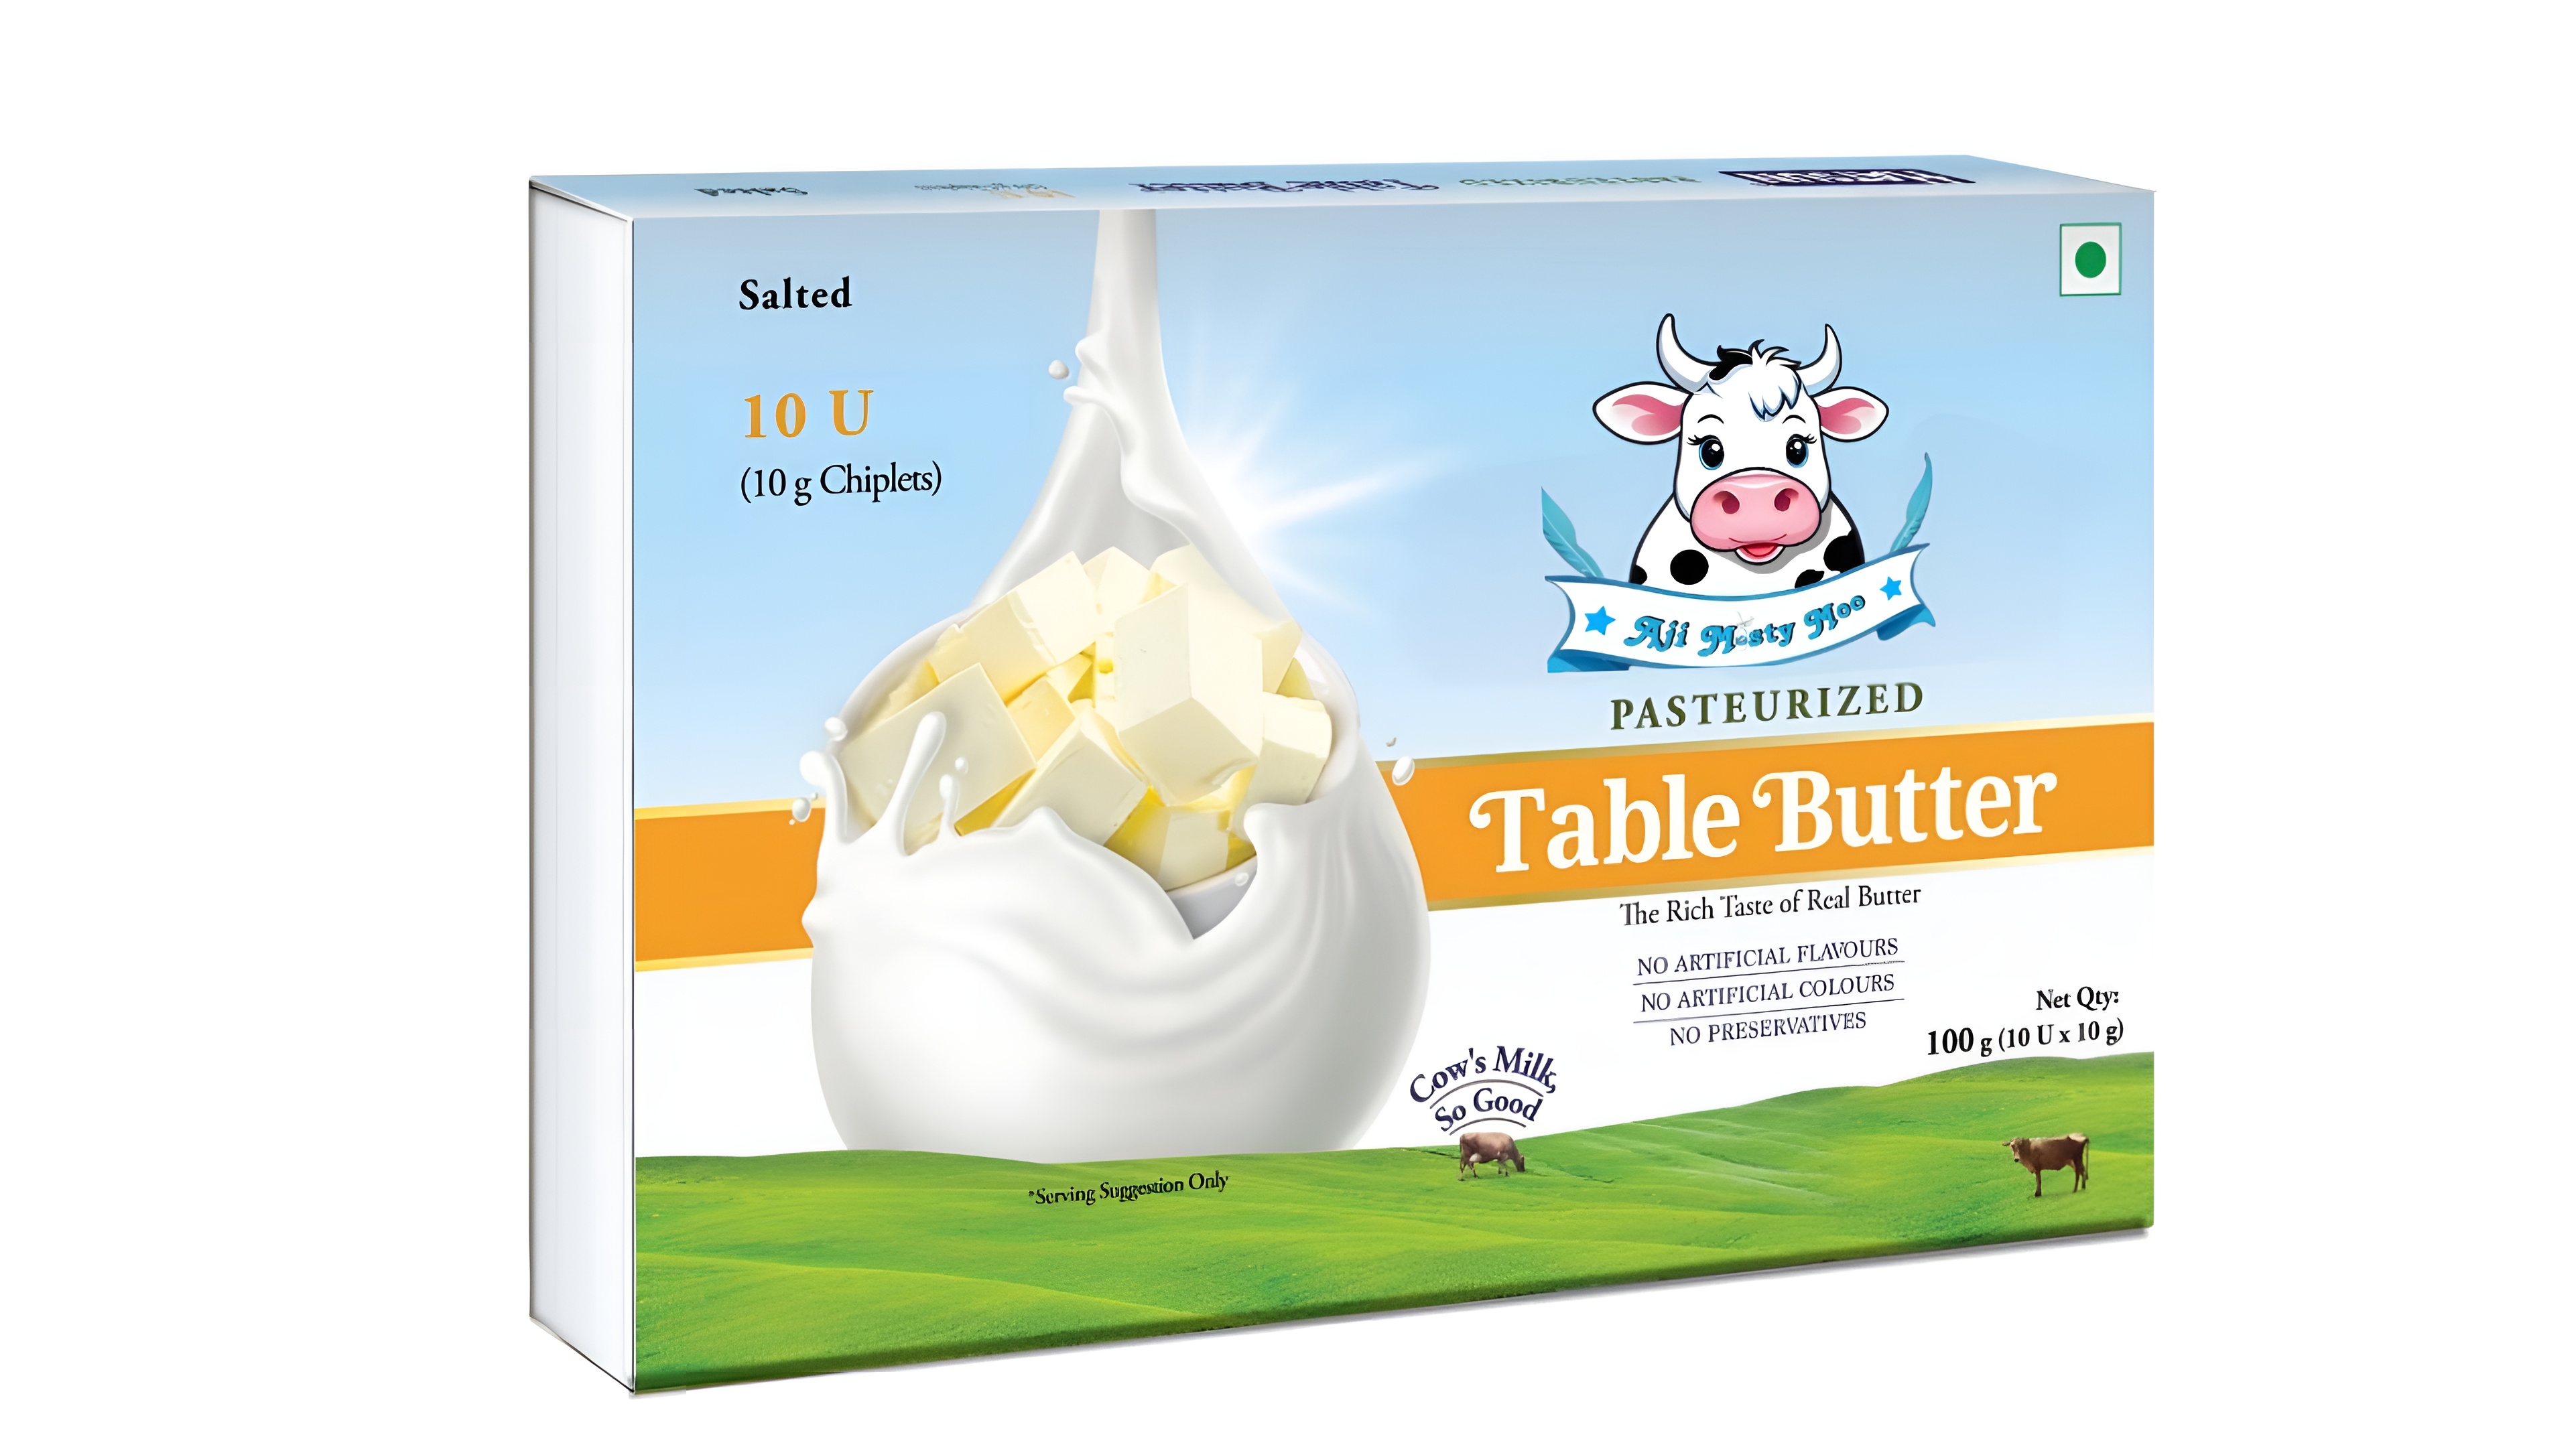 Salted
10 U
(10 g Chiplets)
Aji Mosty Moo
PASTEURIZED
Table Butter
The Rich Taste of Real Butter
NO ARTIFICIAL FLAVOURS
NO ARTIFICIAL COLOURS
NO PRESERVATIVES
Net Qty:
100 g (10 U x 10 g)
Cow's Milk,
So Good
*Serving Suggestion Only